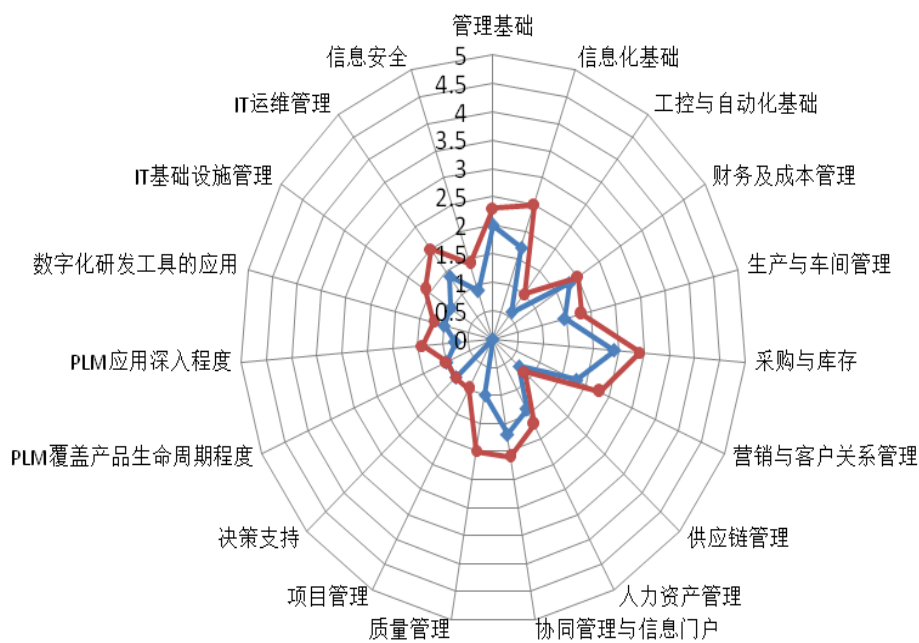 管理基础
信息安全
信息化基础
IT运维管理
工控与自动化基础
IT基础设施管理
财务及成本管理
数字化研发工具的应用
生产与车间管理
PLM应用深入程度
采购与库存
PLM覆盖产品生命周期程度
营销与客户关系管理
决策支持
供应链管理
项目管理
人力资产管理
质量管理
协同管理与信息门户
5
4.5
4
3.5
3
2.5
2
1.5
1
0.5
0